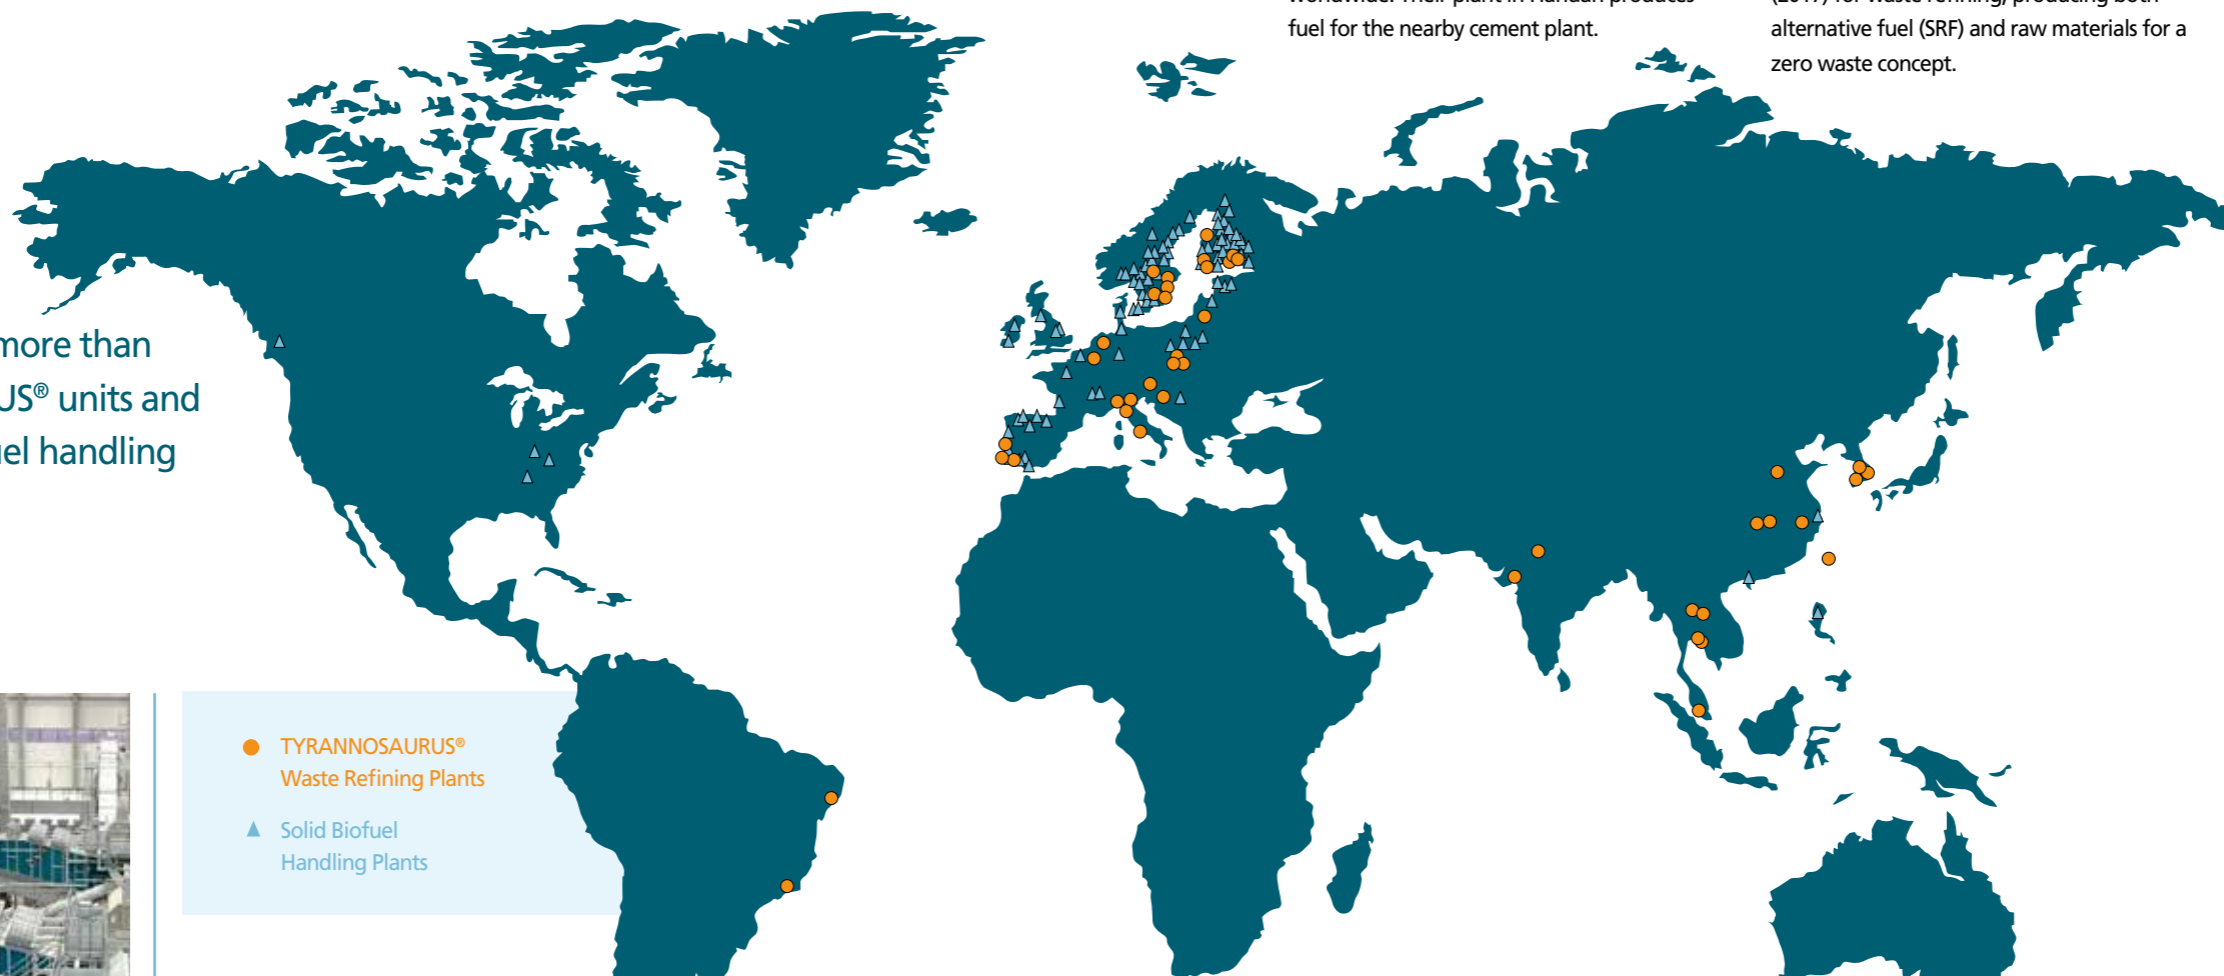 fuel for the nearby cement plant.
alternative fuel (SRF) and raw materials for a
zero waste concept.
more than
US® units and
el handling
TYRANNOSAURUS®
Waste Refining Plants
Solid Biofuel
Handling Plants